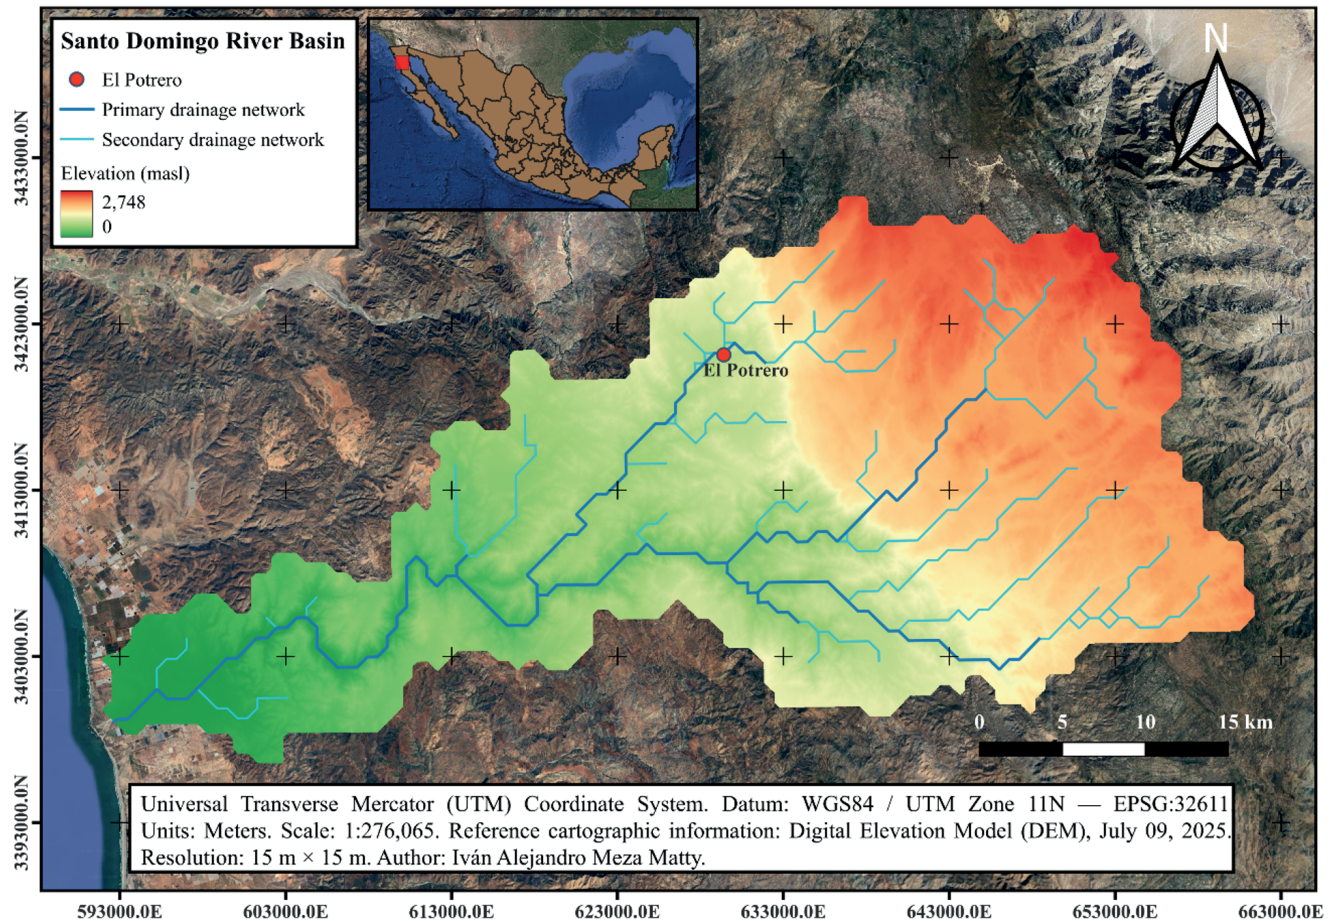 Santo Domingo River Basin
El Potrero
Primary drainage network
Secondary drainage network
Elevation (masl)
2,748
0
N
3433000.0N
3423000.0N
3413000.0N
3403000.0N
3393000.0N
El Potrero
0 5 10 15 km
Universal Transverse Mercator (UTM) Coordinate System. Datum: WGS84 / UTM Zone 11N — EPSG:32611
Units: Meters. Scale: 1:276,065. Reference cartographic information: Digital Elevation Model (DEM), July 09, 2025.
Resolution: 15 m × 15 m. Author: Iván Alejandro Meza Matty.
593000.0E 603000.0E 613000.0E 623000.0E 633000.0E 643000.0E 653000.0E 663000.0E